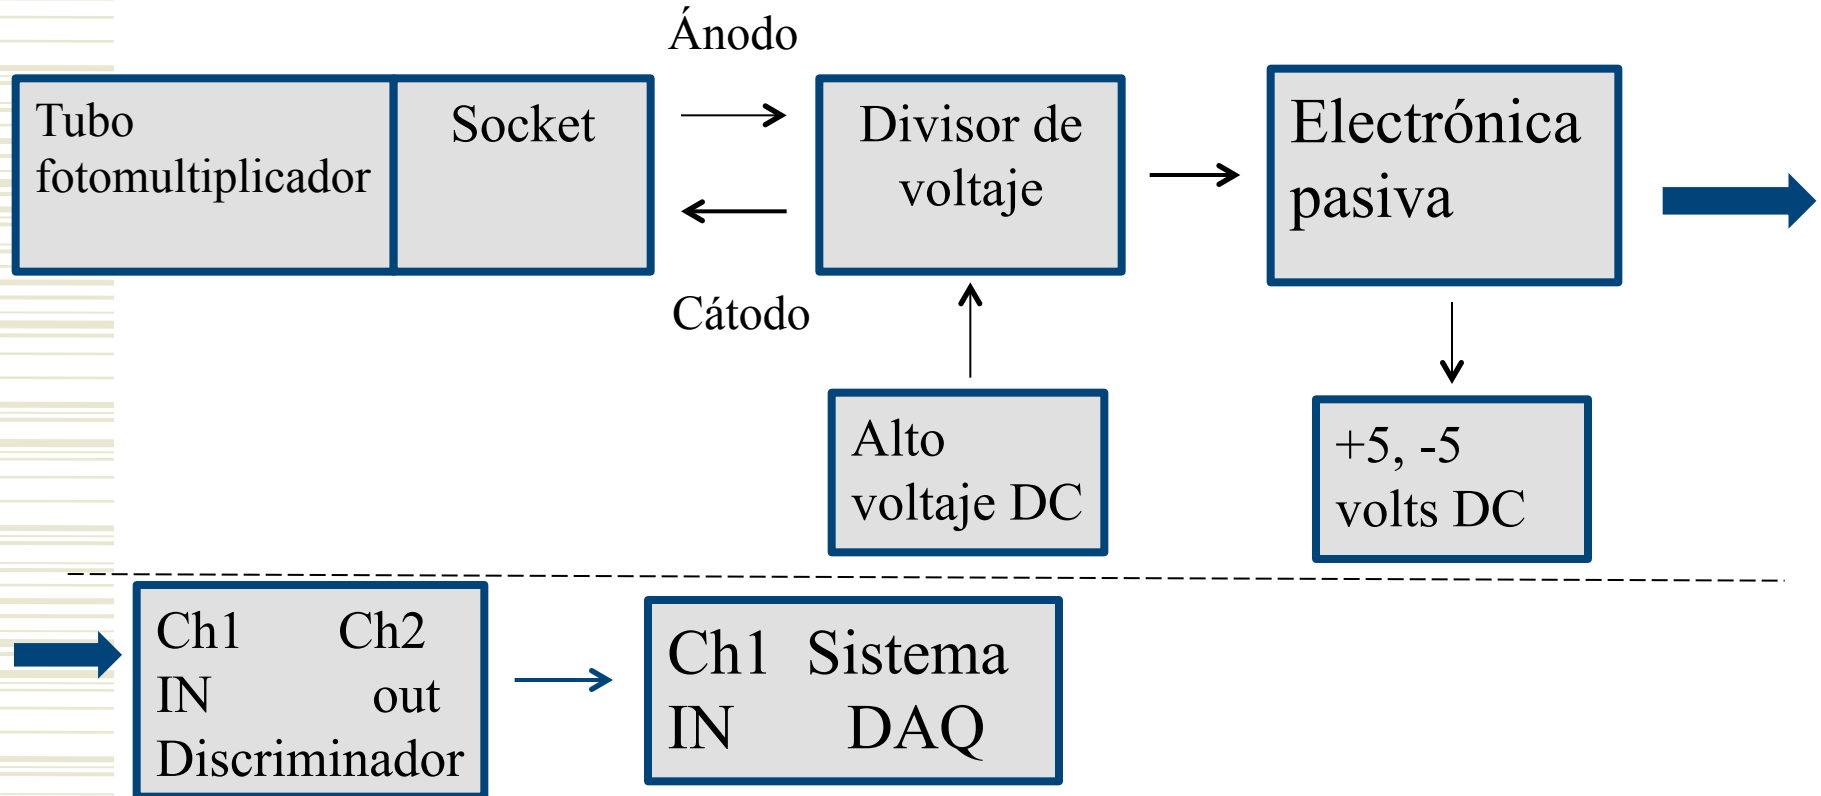 Ánodo
Tubo
fotomultiplicador
Socket
Divisor de
voltaje
Electrónica
pasiva
Cátodo
Alto
voltaje DC
+5, -5
volts DC
Ch1 Ch2
IN out
Discriminador
Ch1 Sistema
IN DAQ